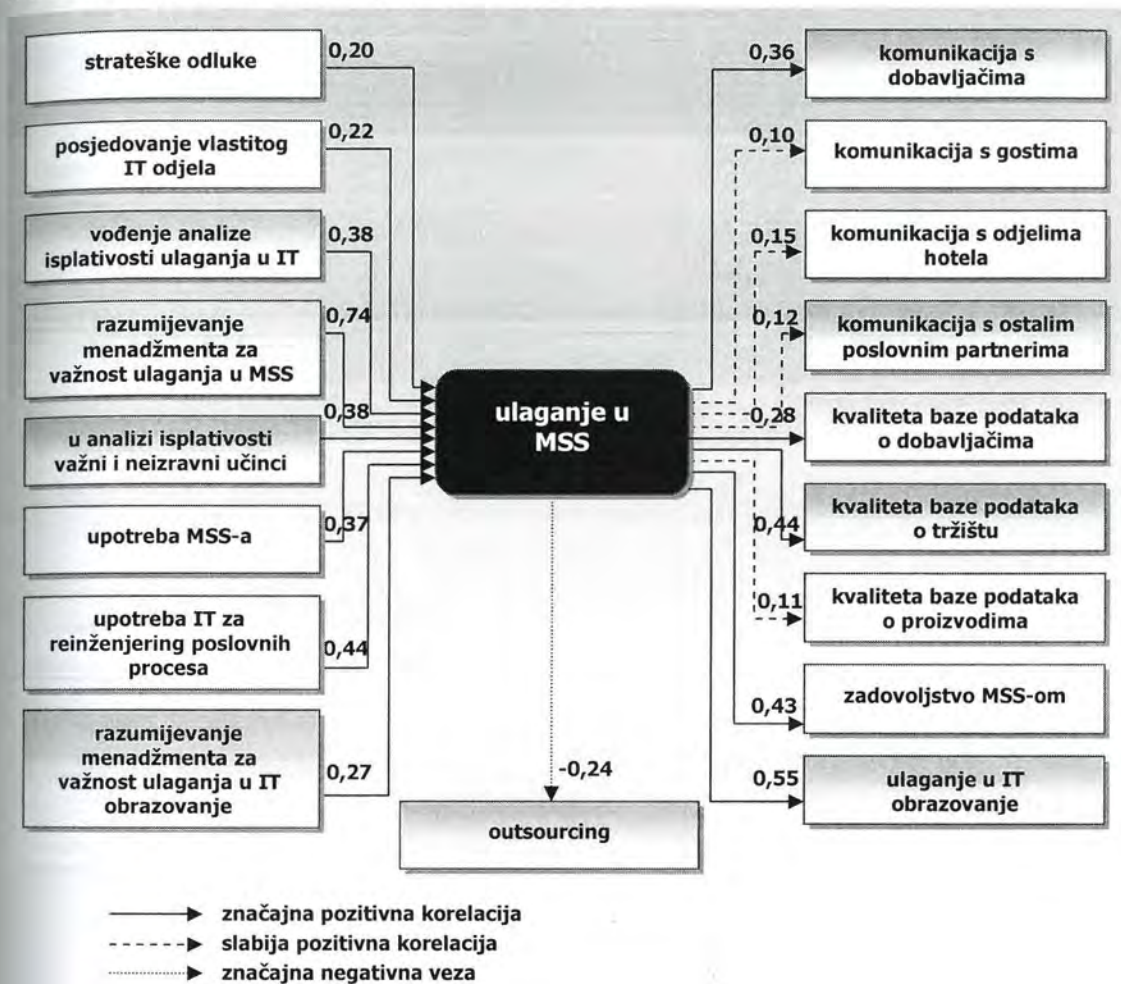 strateške odluke
0,20
posjedovanje vlastitog
IT odjela
0,22
vođenje analize
isplativosti ulaganja u IT
0,38
razumijevanje
menadžmenta za
važnost ulaganja u MSS
0,74
u analizi isplativosti
važni i neizravni učinci
0,38
upotreba MSS-a
0,37
upotreba IT za
reinženjering poslovnih
procesa
0,44
razumijevanje
menadžmenta za
važnost ulaganja u IT
obrazovanje
0,27
ulaganje u
MSS
-0,24
outsourcing
0,36
komunikacija s
dobavljačima
0,10
komunikacija s gostima
0,15
komunikacija s odjelima
hotela
0,12
komunikacija s ostalim
poslovnim partnerima
0,28
kvaliteta baze podataka
o dobavljačima
0,44
kvaliteta baze podataka
o tržištu
0,11
kvaliteta baze podataka
o proizvodima
0,43
zadovoljstvo MSS-om
0,55
ulaganje u IT
obrazovanje
značajna pozitivna korelacija
slabija pozitivna korelacija
značajna negativna veza